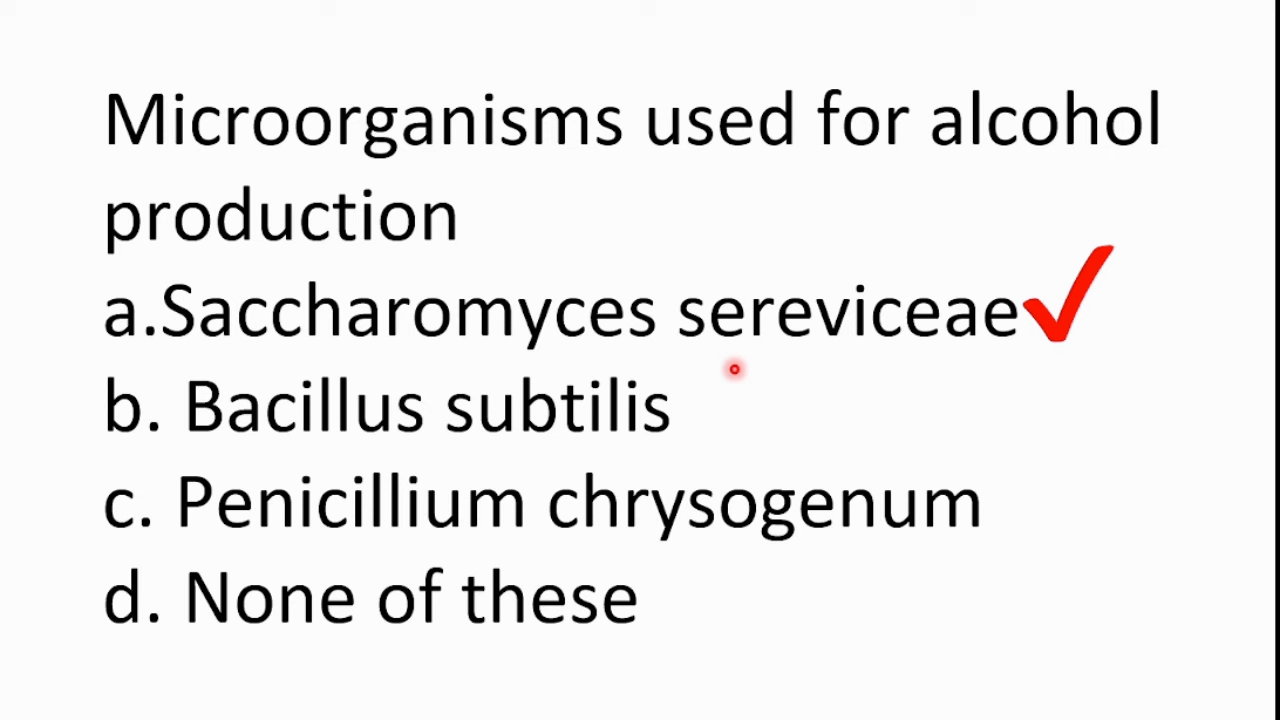 Microorganisms used for alcohol
production
a.Saccharomyces sereviceae
b. Bacillus subtilis
c. Penicillium chrysogenum
d. None of these